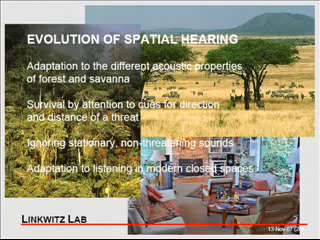 EVOLUTION OF SPATIAL HEARING
Adaptation to the different acoustic properties
of forest and savanna
Survival by attention to cues for direction
and distance of a threat
Ignoring stationary, non-threatening sounds
Adaptation to listening in modern closed spaces
LINKWITZ LAB